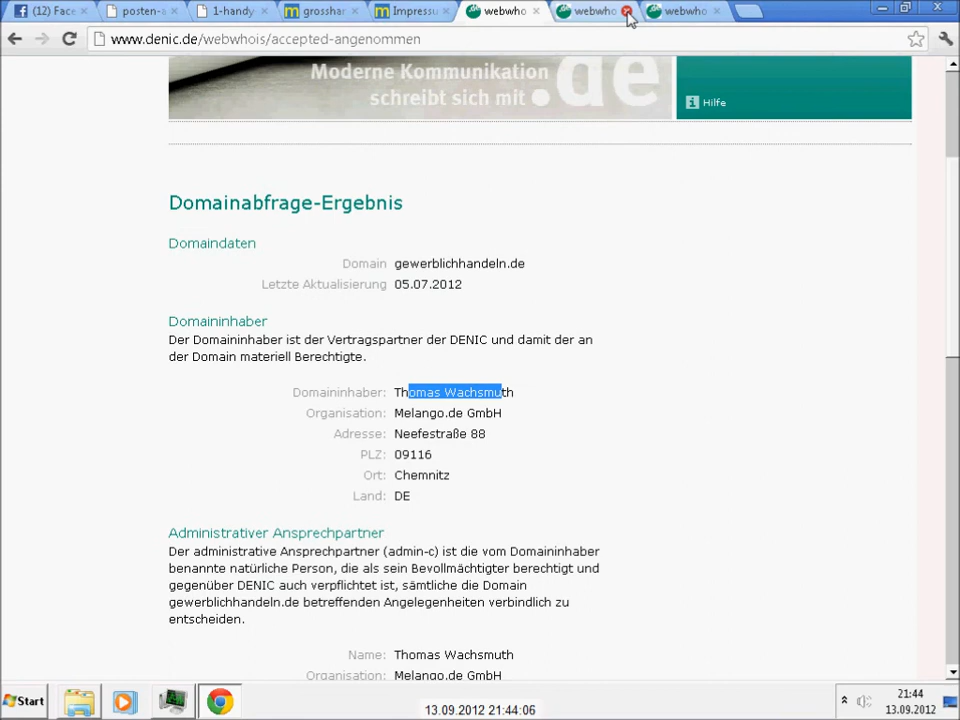 (12) Face
posten-a
1-handy
grosshar
Impressu
webwho
webwho
webwho
www.denic.de/webwhois/accepted-angenommen
Moderne Kommunikation
schreibt sich mit .de
Hilfe
Domainabfrage-Ergebnis
Domaindaten
Domain gewerblichhandeln.de
Letzte Aktualisierung 05.07.2012
Domaininhaber
Der Domaininhaber ist der Vertragspartner der DENIC und damit der an
der Domain materiell Berechtigte.
Domaininhaber: Thomas Wachsmuth
Organisation: Melango.de GmbH
Adresse: Neefestraße 88
PLZ: 09116
Ort: Chemnitz
Land: DE
Administrativer Ansprechpartner
Der administrative Ansprechpartner (admin-c) ist die vom Domaininhaber
benannte natürliche Person, die als sein Bevollmächtigter berechtigt und
gegenüber DENIC auch verpflichtet ist, sämtliche die Domain
gewerblichhandeln.de betreffenden Angelegenheiten verbindlich zu
entscheiden.
Name: Thomas Wachsmuth
Organisation: Melango.de GmbH
Start
13.09.2012 21:44:06
21:44
13.09.2012